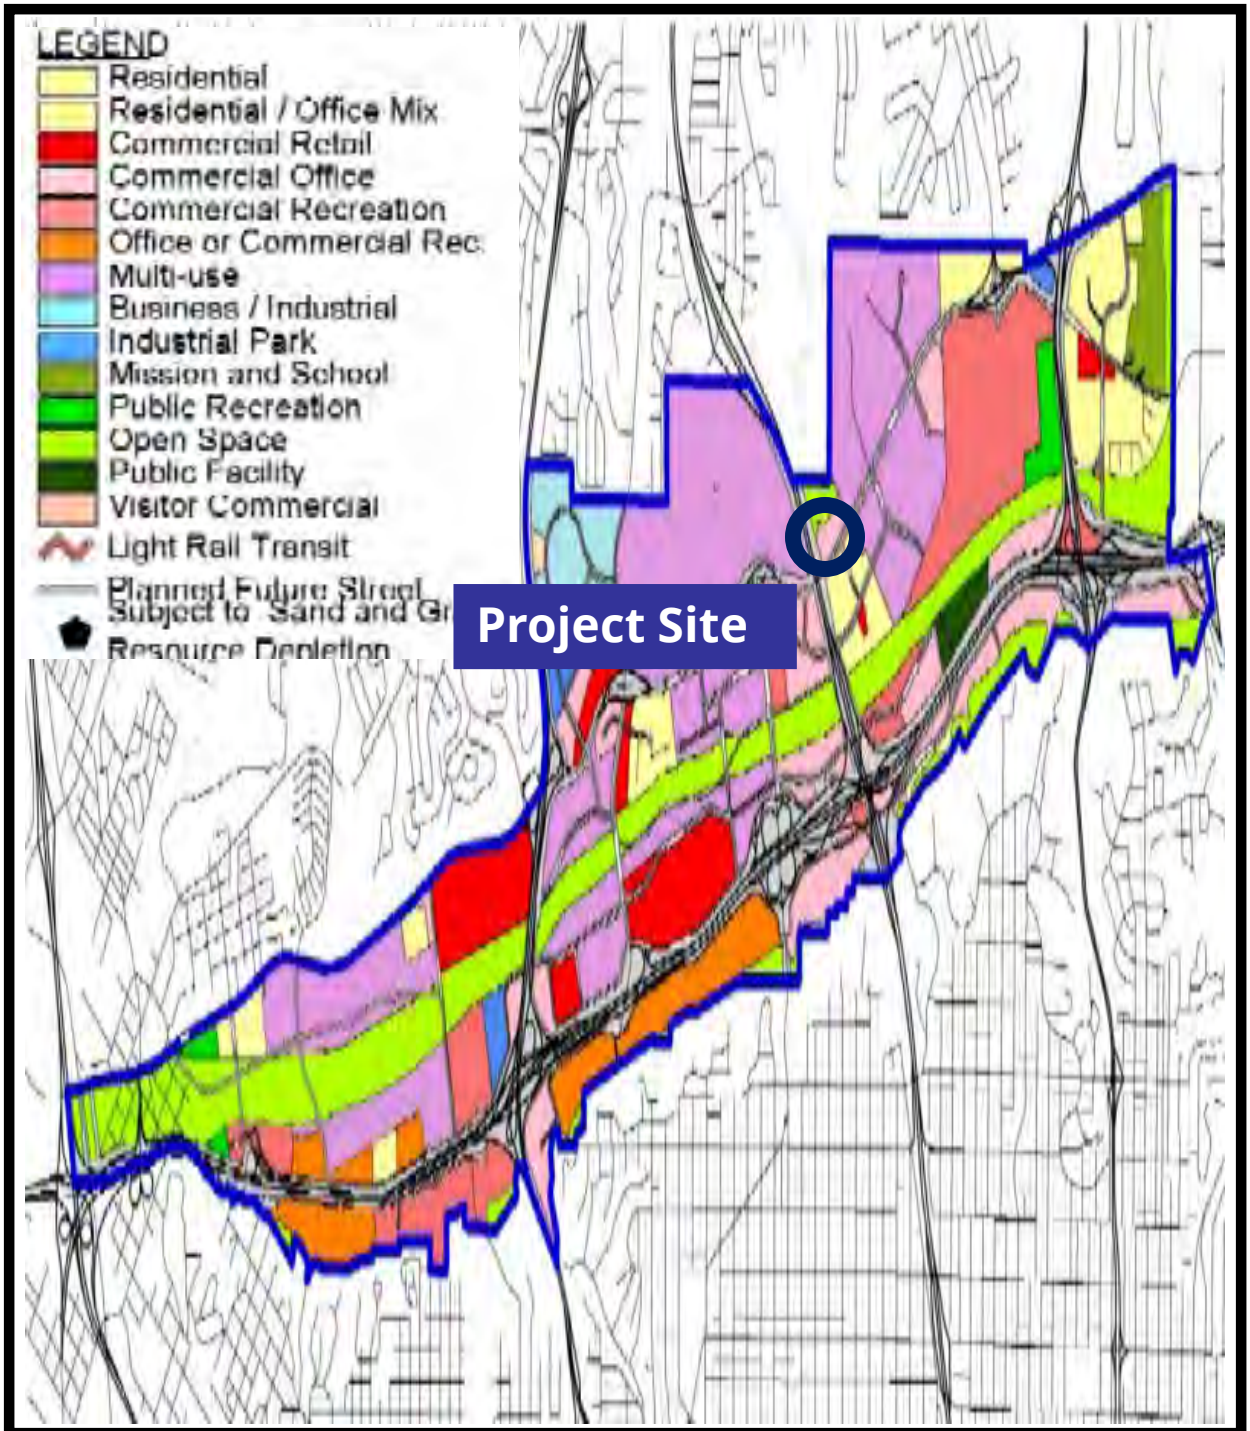 LEGEND
Residential
Residential / Office Mix
Commercial Retail
Commercial Office
Commercial Recreation
Office or Commercial Rec.
Multi-use
Business / Industrial
Industrial Park
Mission and School
Public Recreation
Open Space
Public Facility
Visitor Commercial
Light Rail Transit
Planned Future Street
Subject to Sand and Gr
Resource Depletion
Project Site